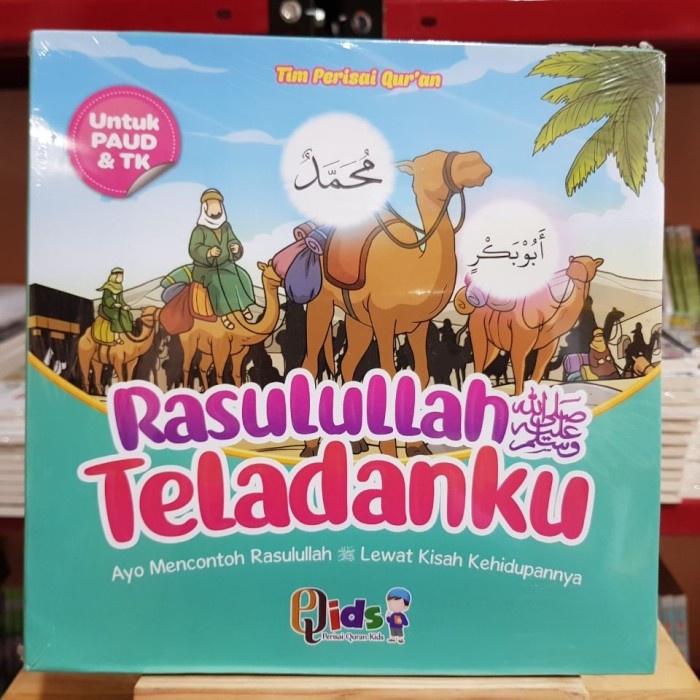 Tim Perisai Qur'an
Untuk
PAUD
& TK
مُحَمَّدٌ
أَبُوْبَكْرٍ
Rasulullah ﷺ
Teladanku
Ayo Mencontoh Rasulullah ﷺ Lewat Kisah Kehidupannya
PQKids
Perisai Quran Kids